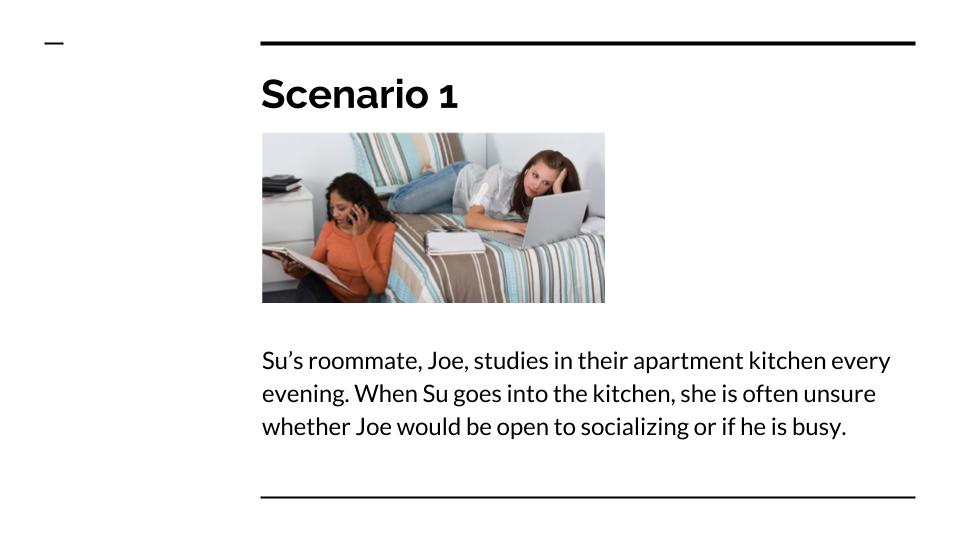 Scenario 1
Su’s roommate, Joe, studies in their apartment kitchen every
evening. When Su goes into the kitchen, she is often unsure
whether Joe would be open to socializing or if he is busy.